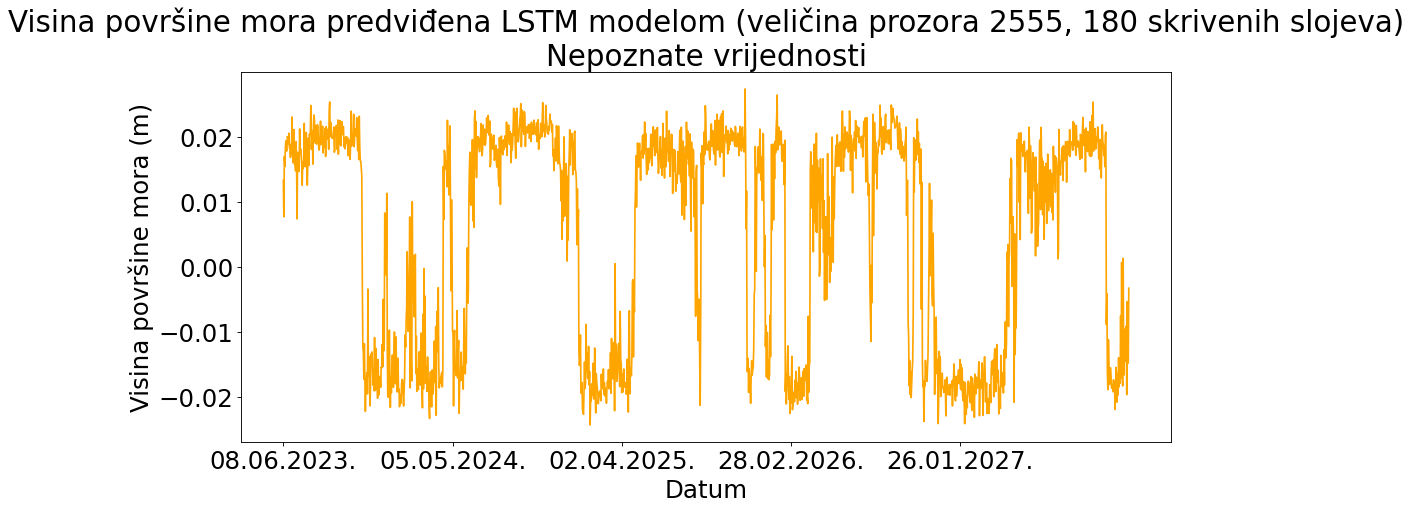 Visina površine mora predviđena LSTM modelom (veličina prozora 2555, 180 skrivenih slojeva)
Nepoznate vrijednosti
Visina površine mora (m)
0.02
0.01
0.00
−0.01
−0.02
08.06.2023. 05.05.2024. 02.04.2025. 28.02.2026. 26.01.2027.
Datum